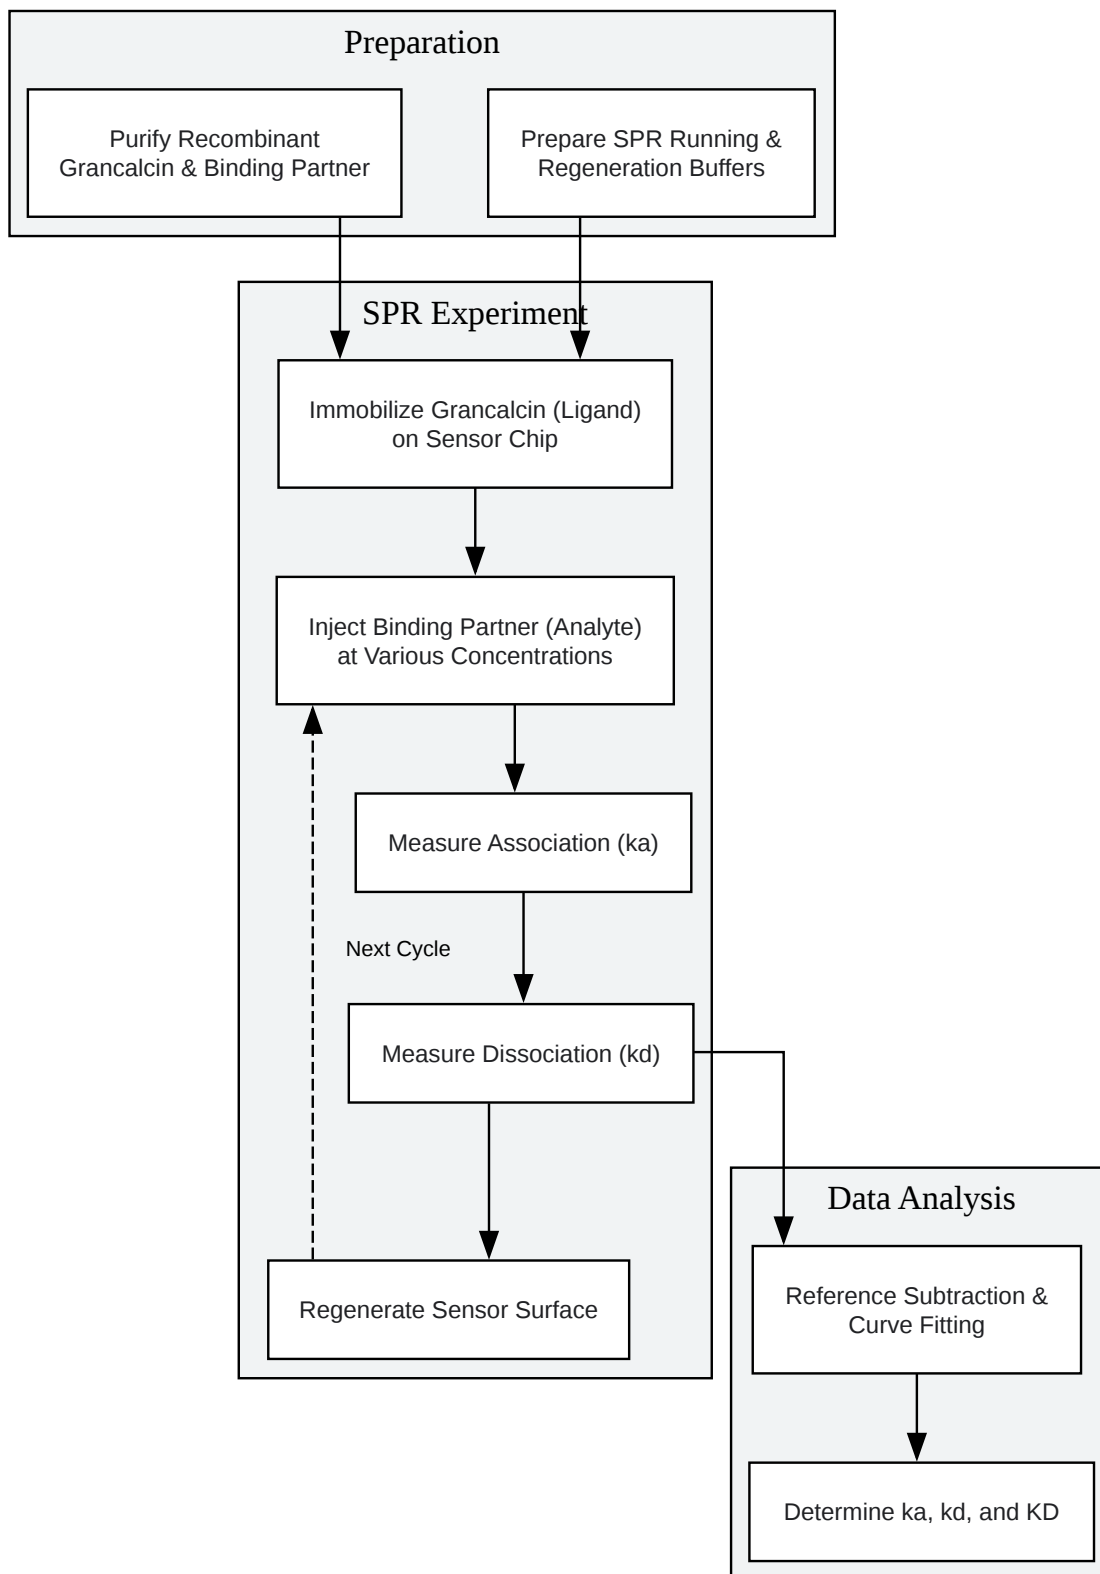 Preparation
Purify Recombinant
Grancalcin & Binding Partner
Prepare SPR Running &
Regeneration Buffers
SPR Experiment
Immobilize Grancalcin (Ligand)
on Sensor Chip
Inject Binding Partner (Analyte)
at Various Concentrations
Measure Association (ka)
Next Cycle
Measure Dissociation (kd)
Regenerate Sensor Surface
Data Analysis
Reference Subtraction &
Curve Fitting
Determine ka, kd, and KD